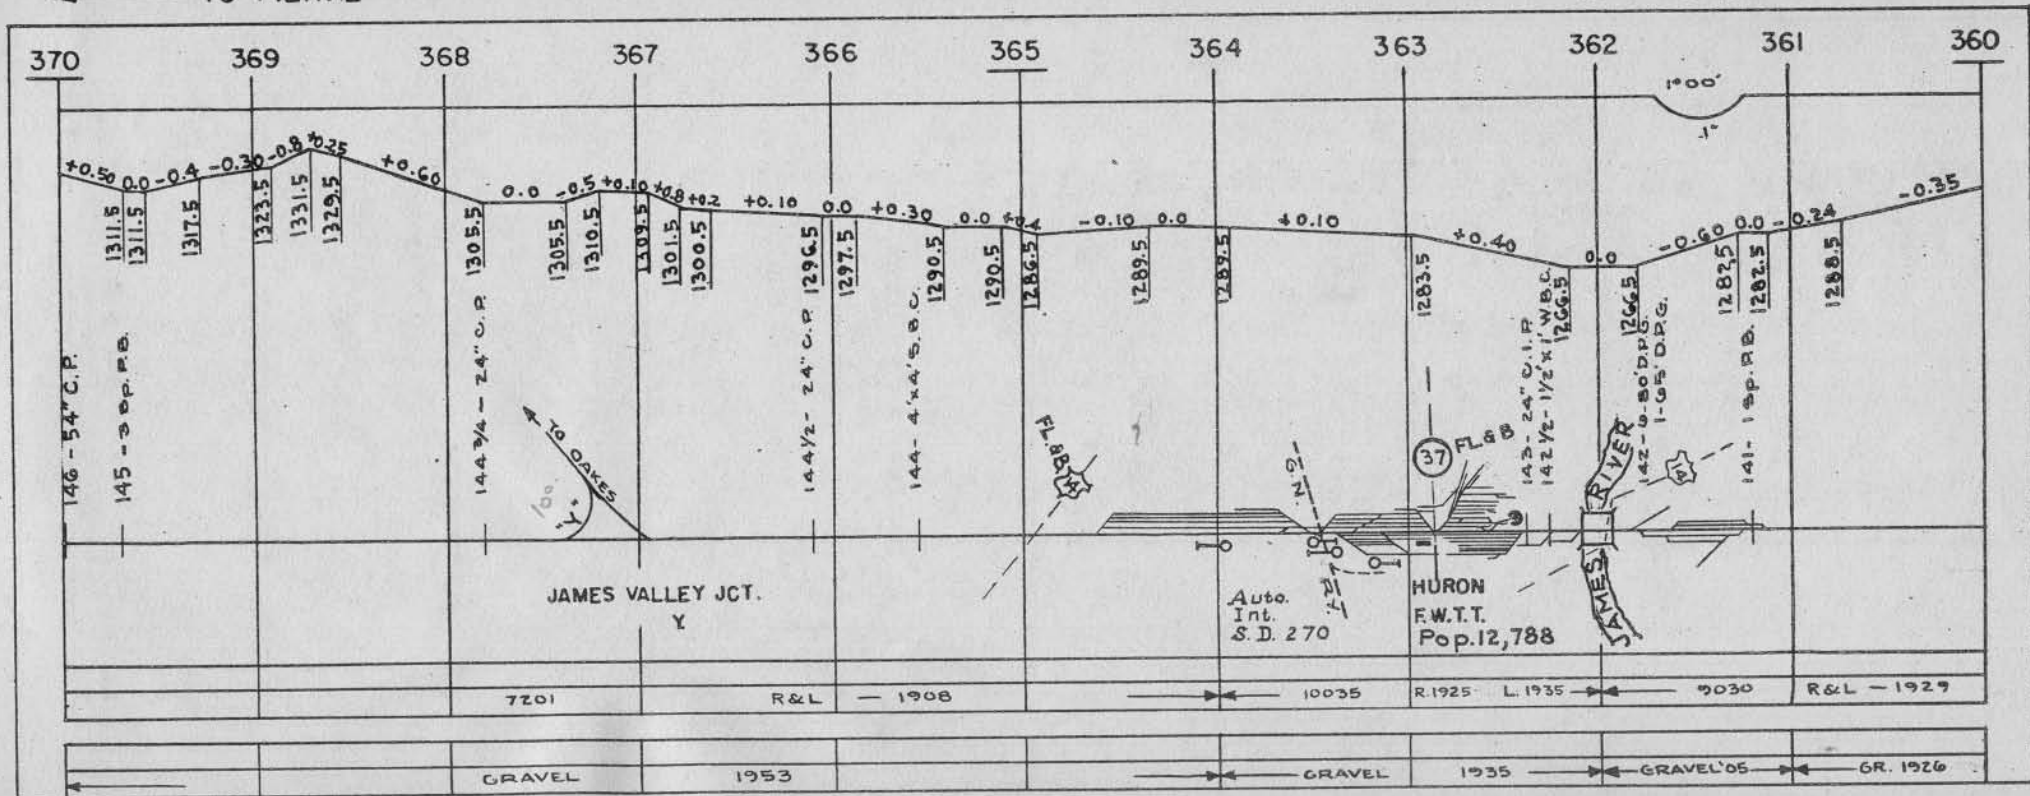 370 369 368 367 366 365 364 363 362 361 360
1°00'
1°
+0.50 0.0 -0.4 -0.30 -0.8 +0.25 +0.60 0.0 -0.5 +0.10 +0.8 +0.2 +0.10 0.0 +0.30 0.0 +0.4 -0.10 0.0 +0.10 +0.40 0.0 -0.60 0.0 -0.24 -0.35
1311.5 1311.5 1317.5 1323.5 1331.5 1329.5 1305.5 1305.5 1310.5 1309.5 1301.5 1300.5 1296.5 1297.5 1290.5 1290.5 1286.5 1289.5 1289.5 1283.5 1266.5 1266.5 1282.5 1282.5 1288.5
146 - 54" C.P.
145 - 3 Sp. P.B.
144 3/4 - 24" C.P.
144 1/2 - 24" C.P.
144 - 4'x4' S.B.C.
143 - 24" C.I.P.
142 1/2 - 1 1/2' x 1' W.B.C.
1-65' D.P.G.
141 - 1 Sp. P.B.
TO OAKES
"Y"
FL.&B.
14
G.N.
37
FL.&B
JAMES RIVER
14
JAMES VALLEY JCT.
Y
Auto.
Int.
S.D. 270
HURON
F.W.T.T.
Pop. 12,788
7201 R&L — 1908 10035 R.1925 L.1935 9030 R&L — 1929
GRAVEL 1953 GRAVEL 1935 GRAVEL '05 GR. 1926